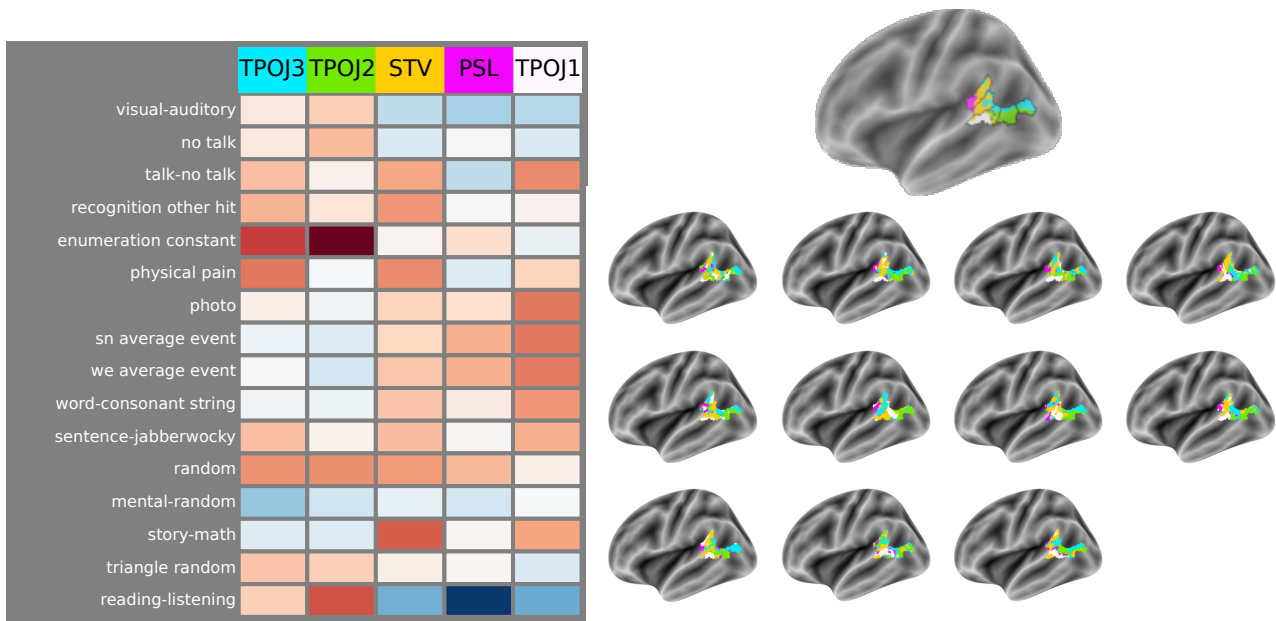 TPOJ3 TPOJ2 STV PSL TPOJ1
visual-auditory
no talk
talk-no talk
recognition other hit
enumeration constant
physical pain
photo
sn average event
we average event
word-consonant string
sentence-jabberwocky
random
mental-random
story-math
triangle random
reading-listening